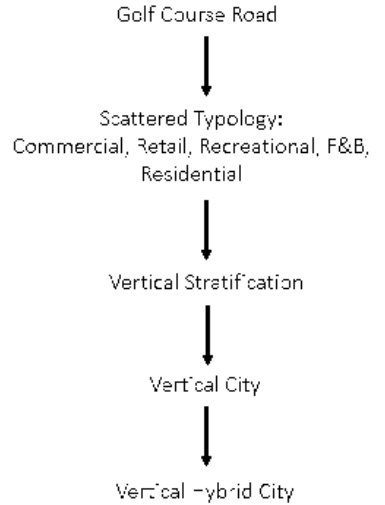 Golf Course Road
Scattered Typology:
Commercial, Retail, Recreational, F&B,
Residential
Vertical Stratification
Vertical City
Vertical Hybrid City